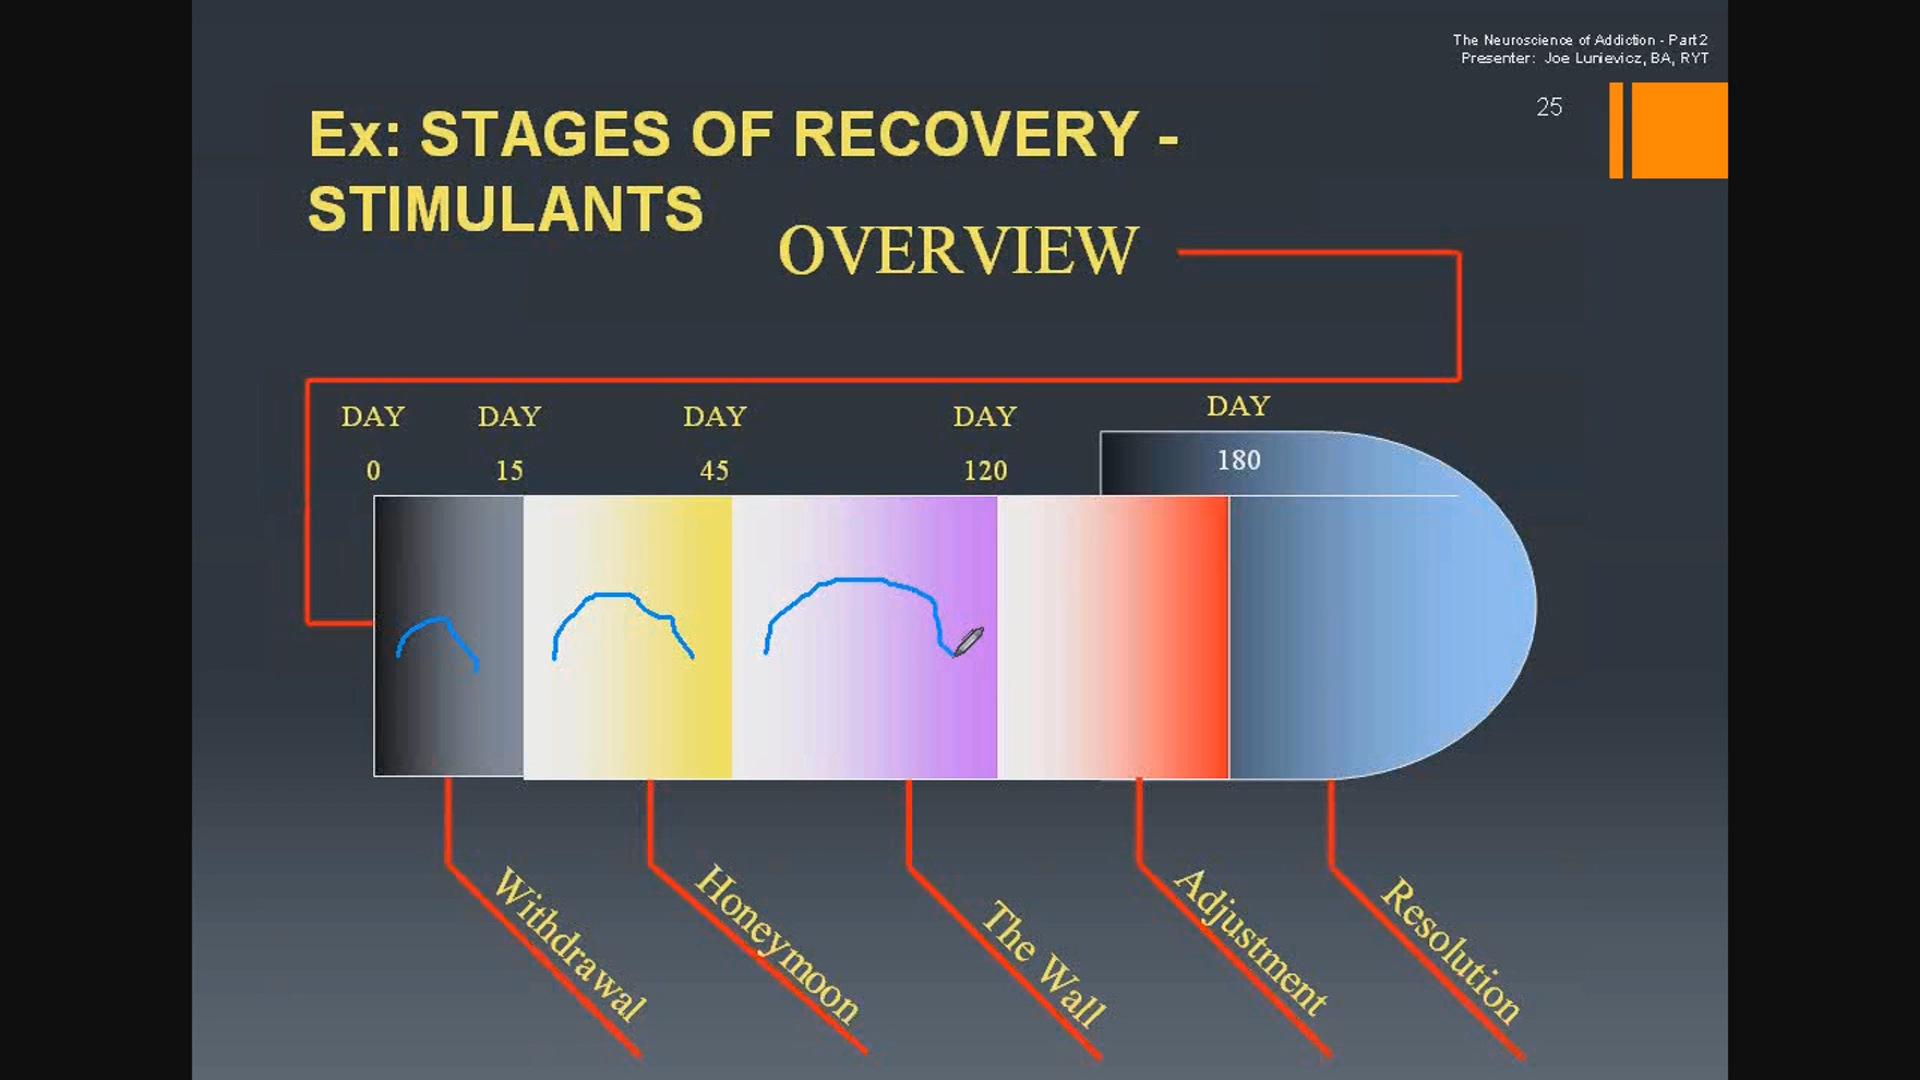 The Neuroscience of Addiction - Part 2
Presenter: Joe Lunievicz, BA, RYT
25
Ex: STAGES OF RECOVERY -
STIMULANTS
OVERVIEW
DAY DAY DAY DAY DAY
0 15 45 120 180
Withdrawal
Honeymoon
The Wall
Adjustment
Resolution